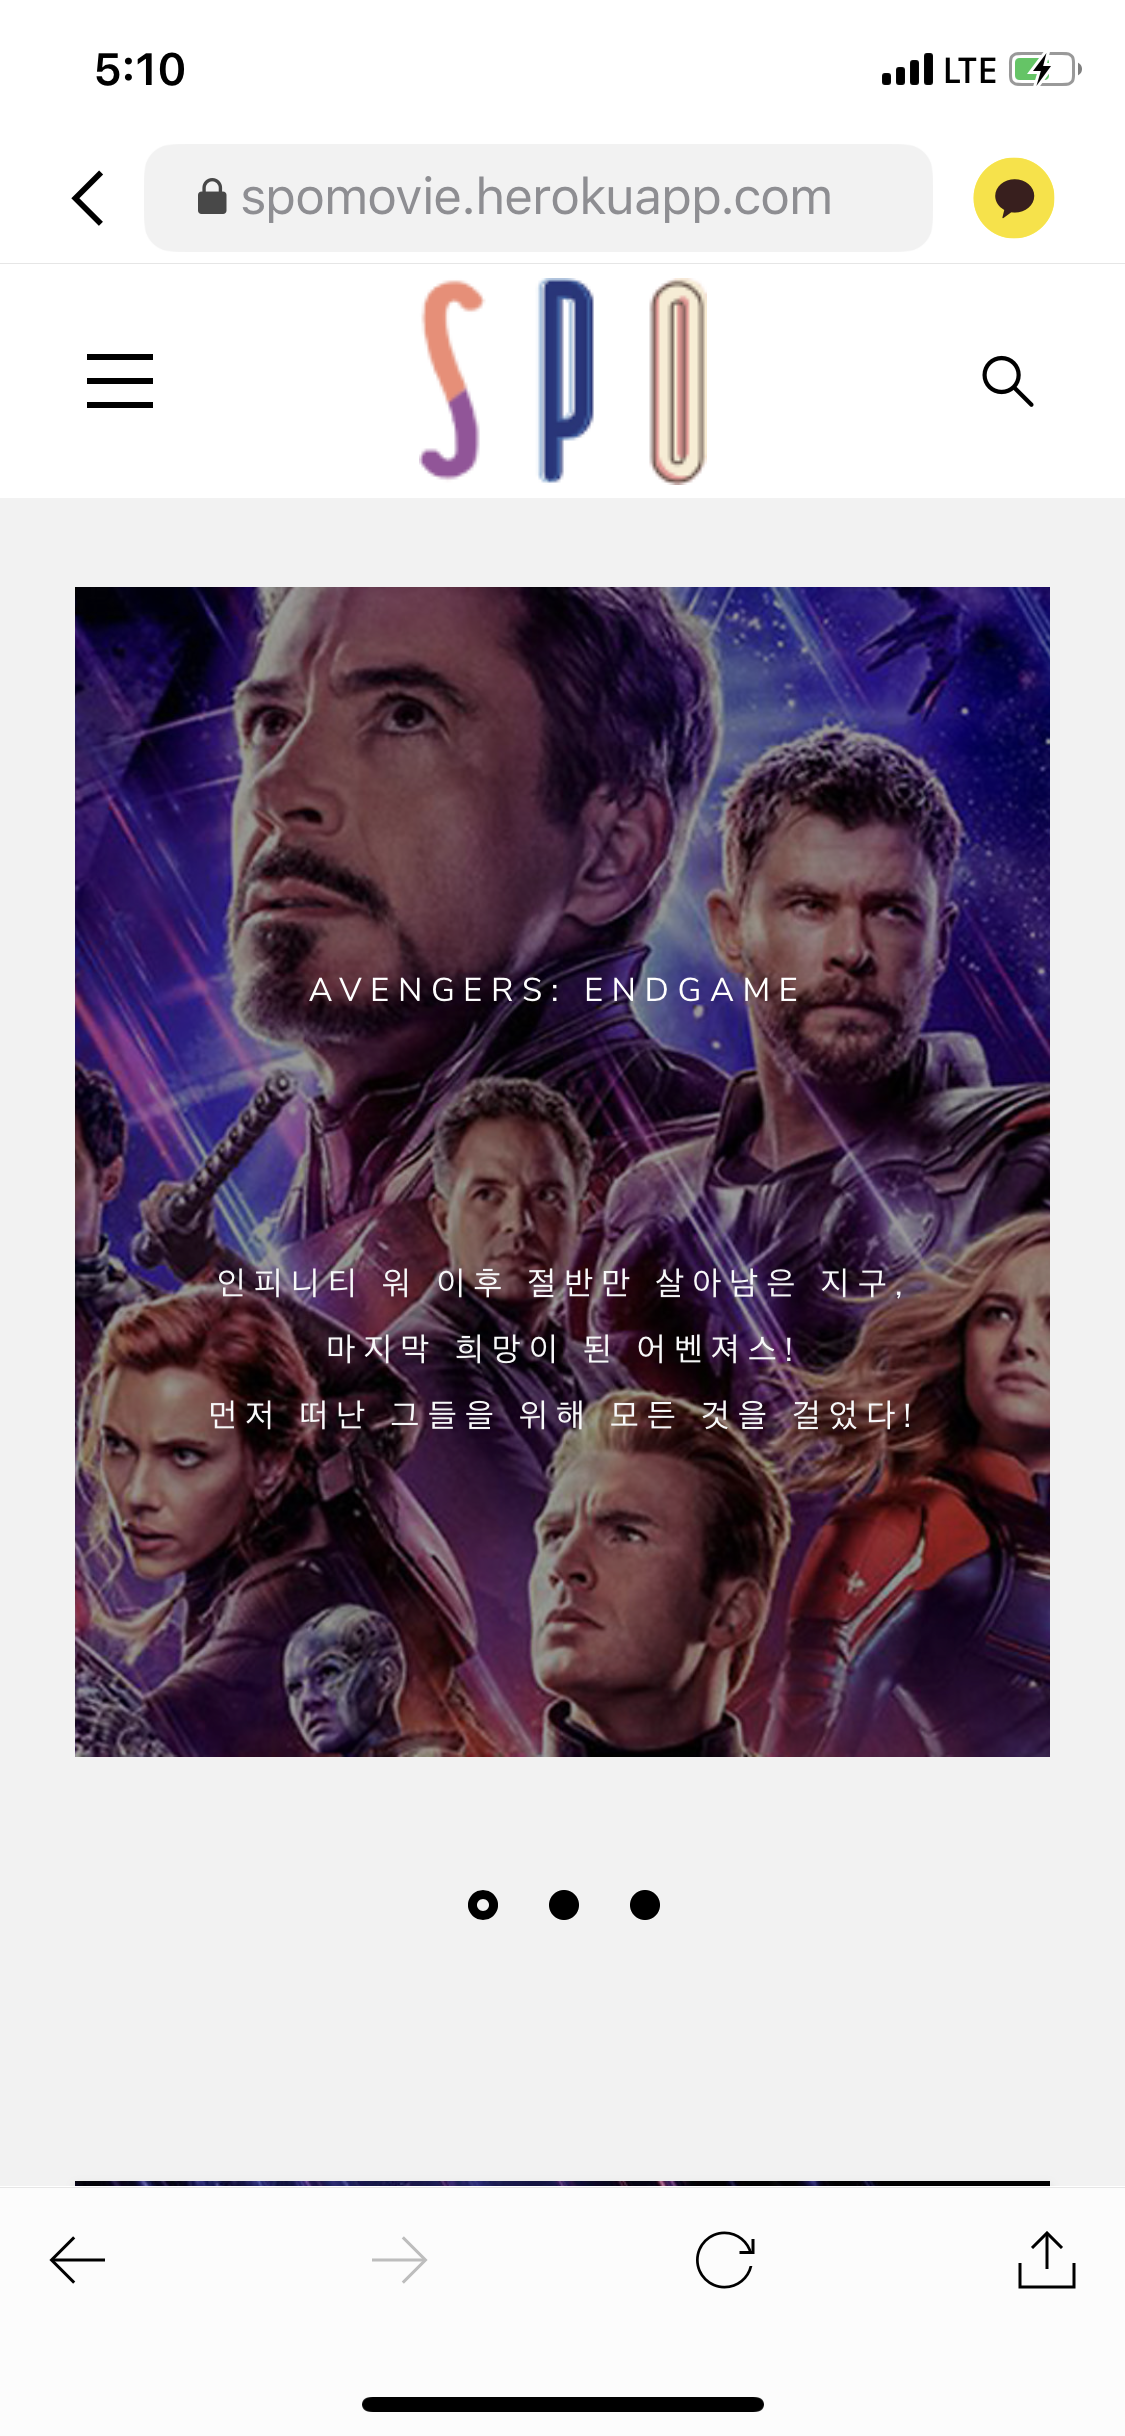 5:10
LTE
spomovie.herokuapp.com
SPO
AVENGERS: ENDGAME
인피니티 워 이후 절반만 살아남은 지구,
마지막 희망이 된 어벤져스!
먼저 떠난 그들을 위해 모든 것을 걸었다!